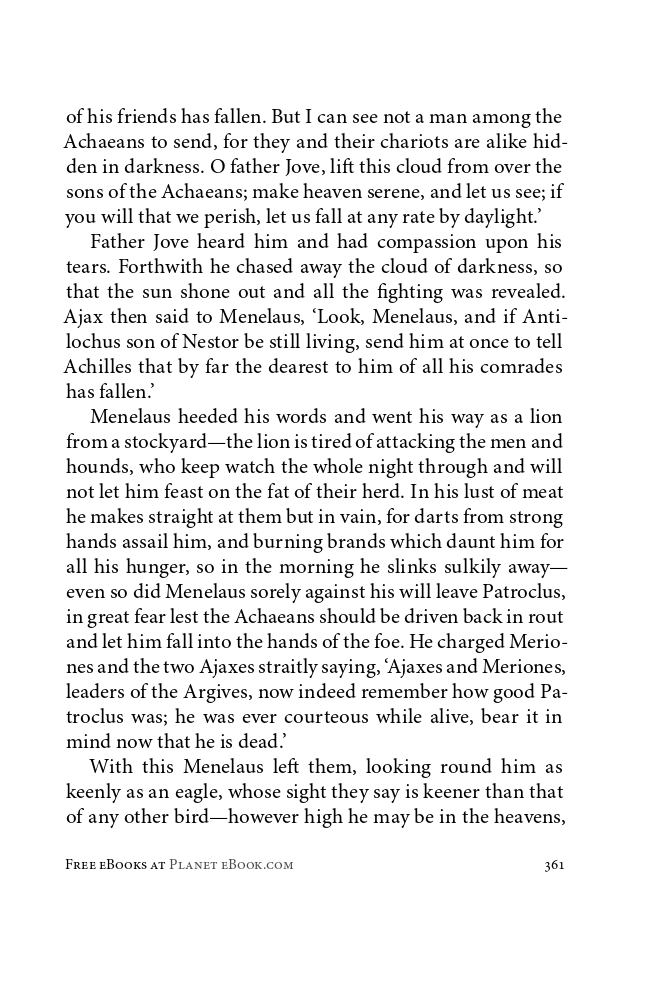 of his friends has fallen. But I can see not a man among the
Achaeans to send, for they and their chariots are alike hid-
den in darkness. O father Jove, lift this cloud from over the
sons of the Achaeans; make heaven serene, and let us see; if
you will that we perish, let us fall at any rate by daylight.’
Father Jove heard him and had compassion upon his
tears. Forthwith he chased away the cloud of darkness, so
that the sun shone out and all the fighting was revealed.
Ajax then said to Menelaus, ‘Look, Menelaus, and if Anti-
lochus son of Nestor be still living, send him at once to tell
Achilles that by far the dearest to him of all his comrades
has fallen.’
Menelaus heeded his words and went his way as a lion
from a stockyard—the lion is tired of attacking the men and
hounds, who keep watch the whole night through and will
not let him feast on the fat of their herd. In his lust of meat
he makes straight at them but in vain, for darts from strong
hands assail him, and burning brands which daunt him for
all his hunger, so in the morning he slinks sulkily away—
even so did Menelaus sorely against his will leave Patroclus,
in great fear lest the Achaeans should be driven back in rout
and let him fall into the hands of the foe. He charged Merio-
nes and the two Ajaxes straitly saying, ‘Ajaxes and Meriones,
leaders of the Argives, now indeed remember how good Pa-
troclus was; he was ever courteous while alive, bear it in
mind now that he is dead.’
With this Menelaus left them, looking round him as
keenly as an eagle, whose sight they say is keener than that
of any other bird—however high he may be in the heavens,
Free eBooks at Planet eBook.com
361